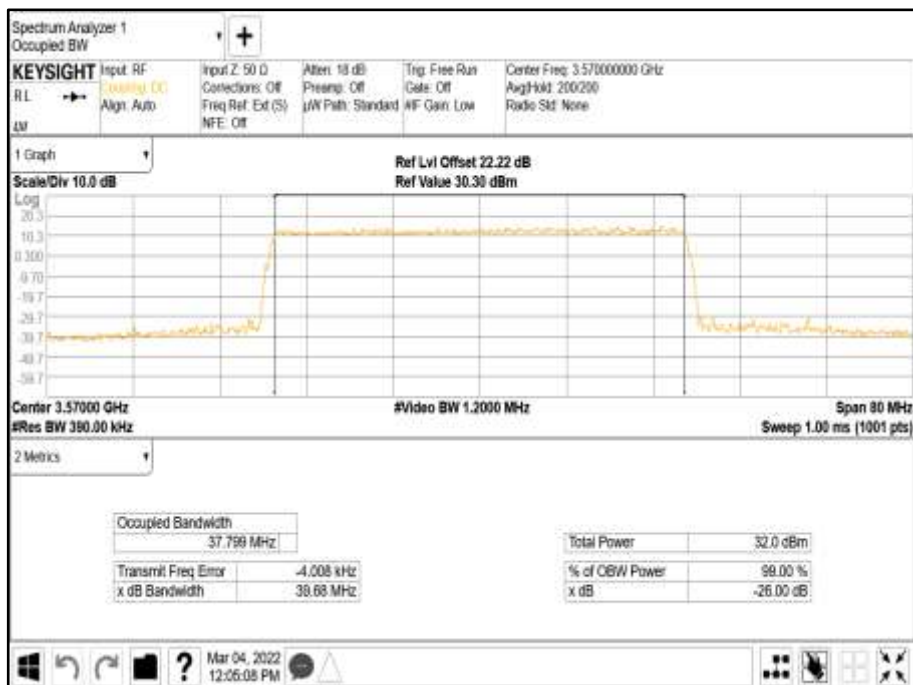 Spectrum Analyzer 1
Occupied BW
KEYSIGHT Input: RF Input Z: 50 Ω Atten: 18 dB Trig: Free Run Center Freq: 3.570000000 GHz
RL Coupling: DC Corrections: Off Preamp: Off Gate: Off Avg|Hold: 200/200
Align: Auto Freq Ref: Ext (S) µW Path: Standard #IF Gain: Low Radio Std: None
NFE: Off
1 Graph
Ref Lvl Offset 22.22 dB
Scale/Div 10.0 dB Ref Value 30.30 dBm
Log
20.3
10.3
0.300
-9.70
-19.7
-29.7
-39.7
-49.7
-59.7
Center 3.57000 GHz #Video BW 1.2000 MHz Span 80 MHz
#Res BW 390.00 kHz Sweep 1.00 ms (1001 pts)
2 Metrics
Occupied Bandwidth
37.799 MHz Total Power 32.0 dBm
Transmit Freq Error -4.008 kHz % of OBW Power 99.00 %
x dB Bandwidth 39.68 MHz x dB -26.00 dB
? Mar 04, 2022
12:05:08 PM